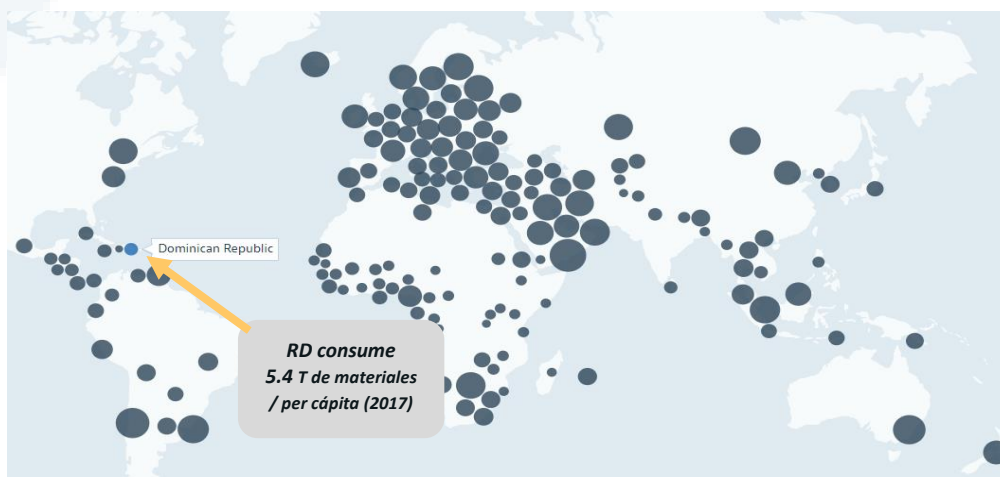 Dominican Republic
RD consume
5.4 T de materiales
/ per cápita (2017)